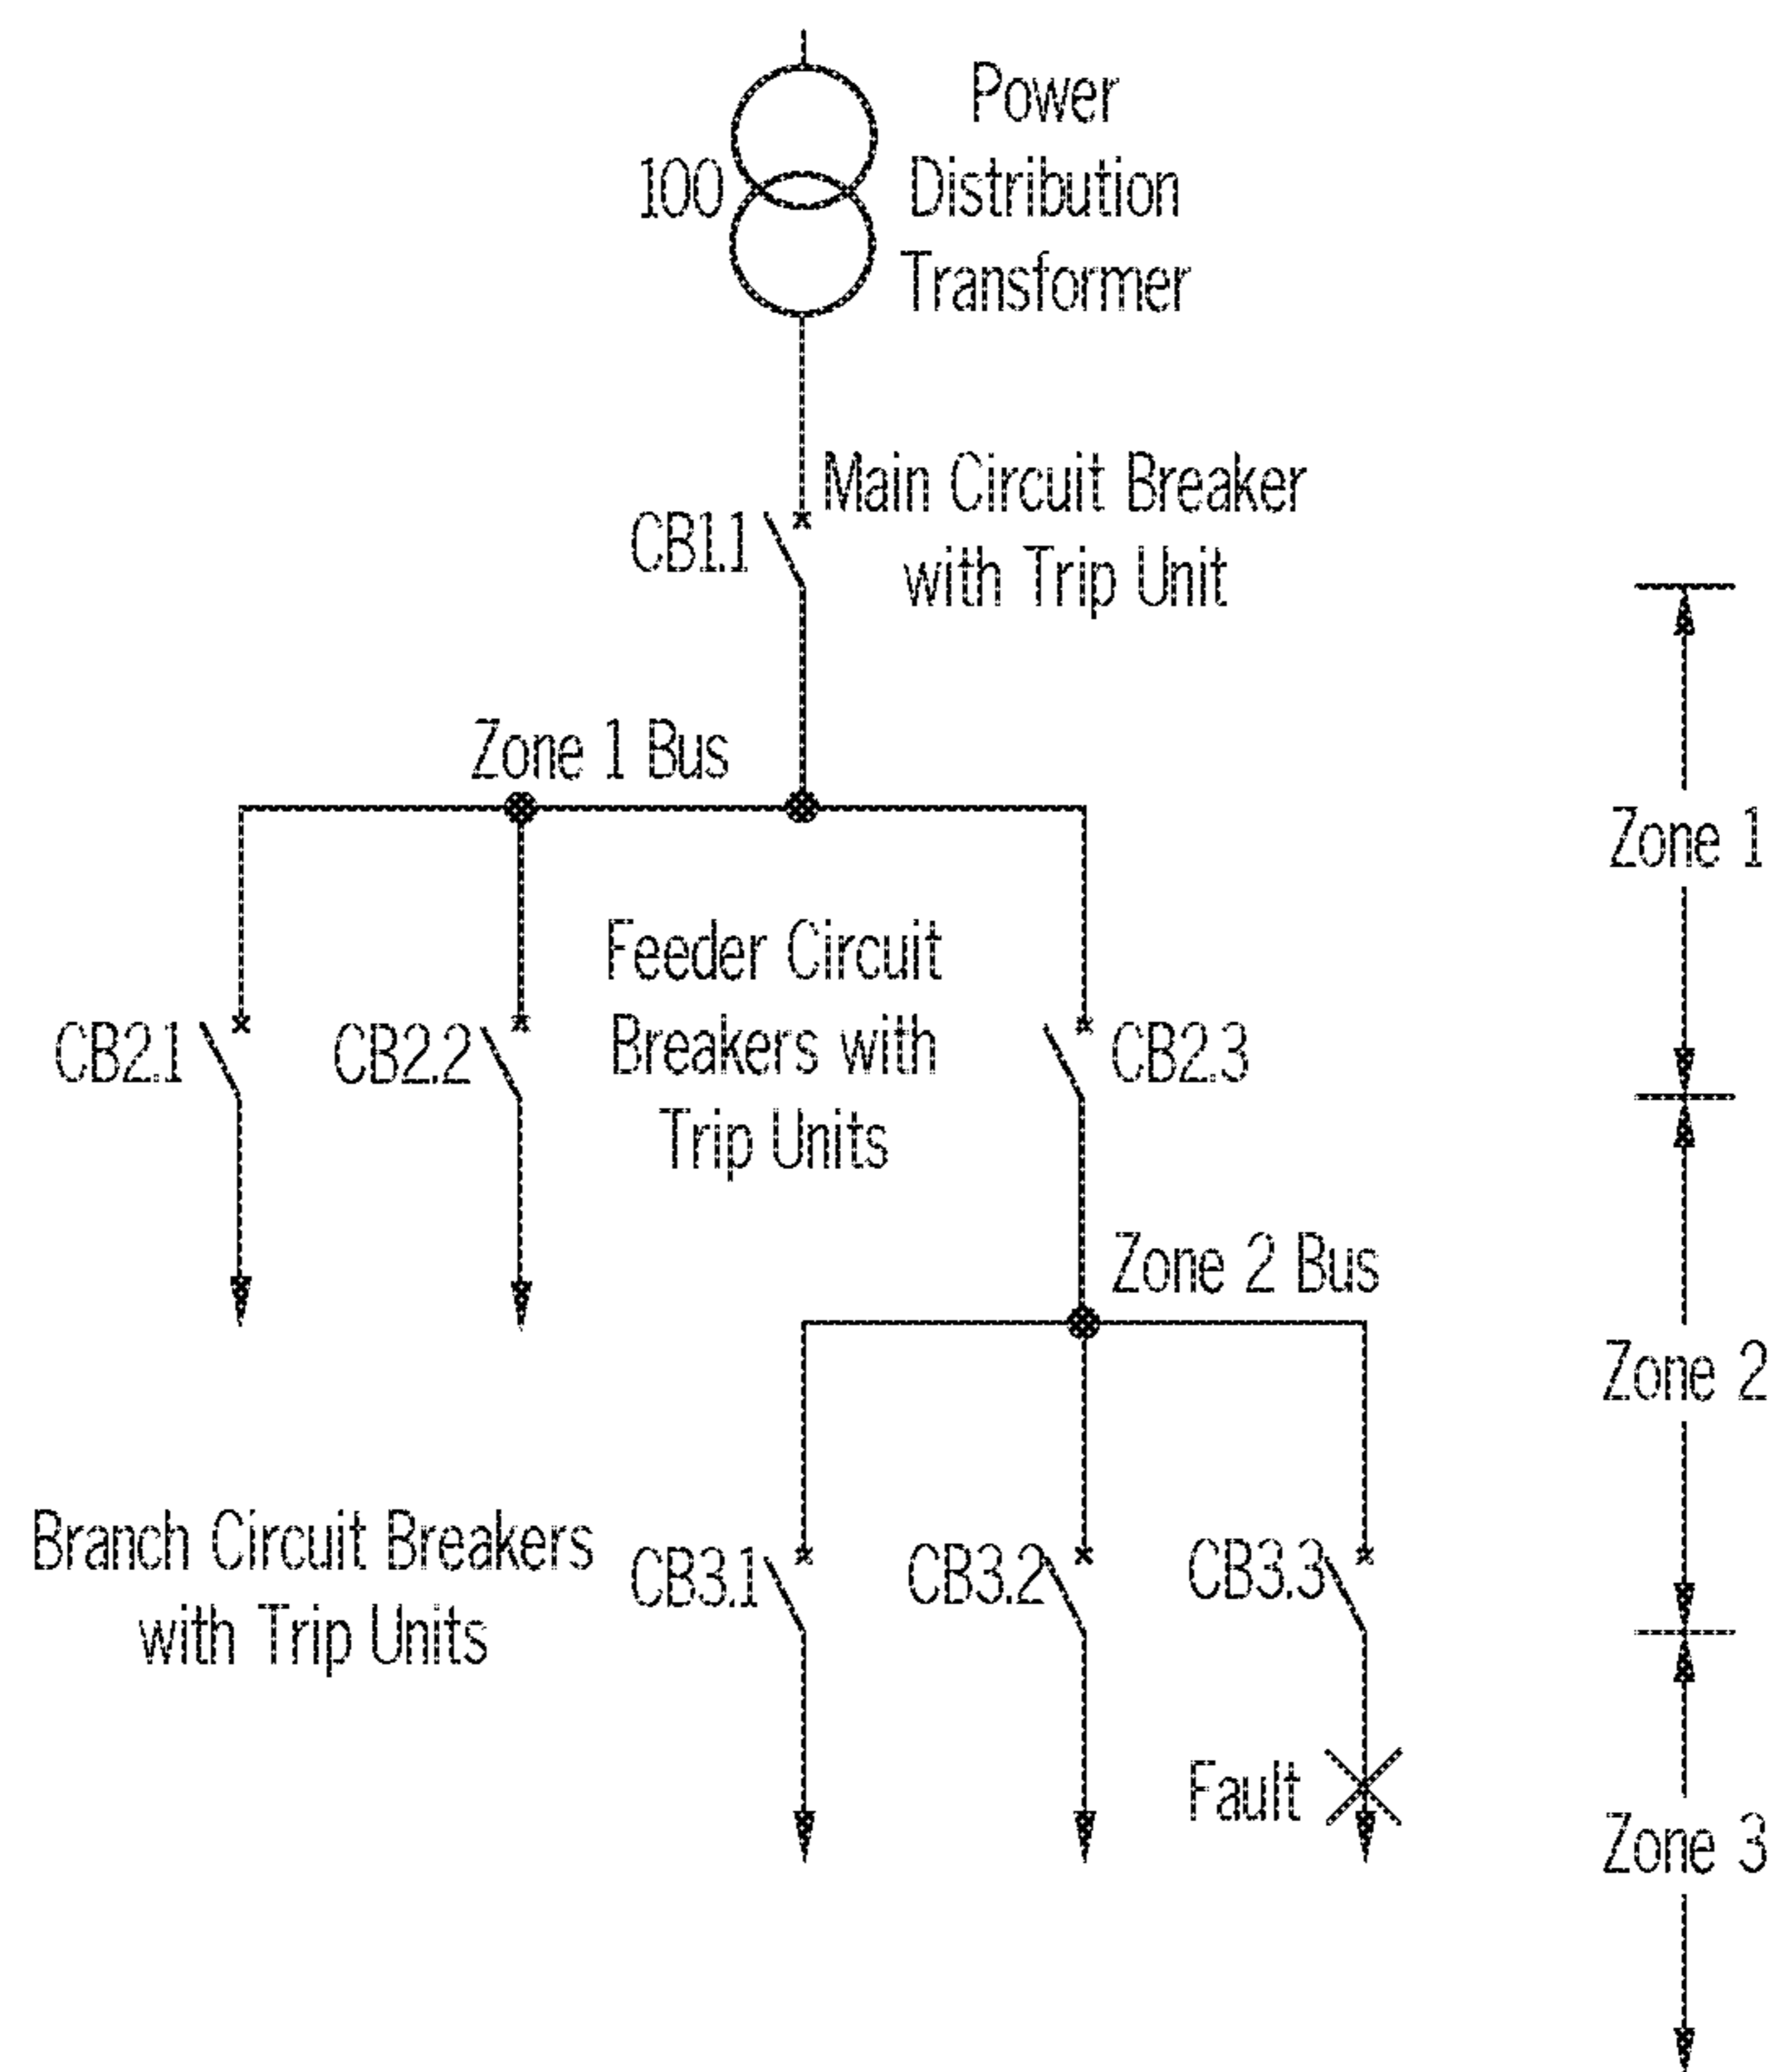 Power
100
Distribution
Transformer
Main Circuit Breaker
CB1.1
with Trip Unit
Zone 1 Bus
Zone 1
Feeder Circuit
Breakers with
CB2.1
CB2.2
CB2.3
Trip Units
Zone 2 Bus
Zone 2
Branch Circuit Breakers
with Trip Units
CB3.1
CB3.2
CB3.3
Fault
Zone 3